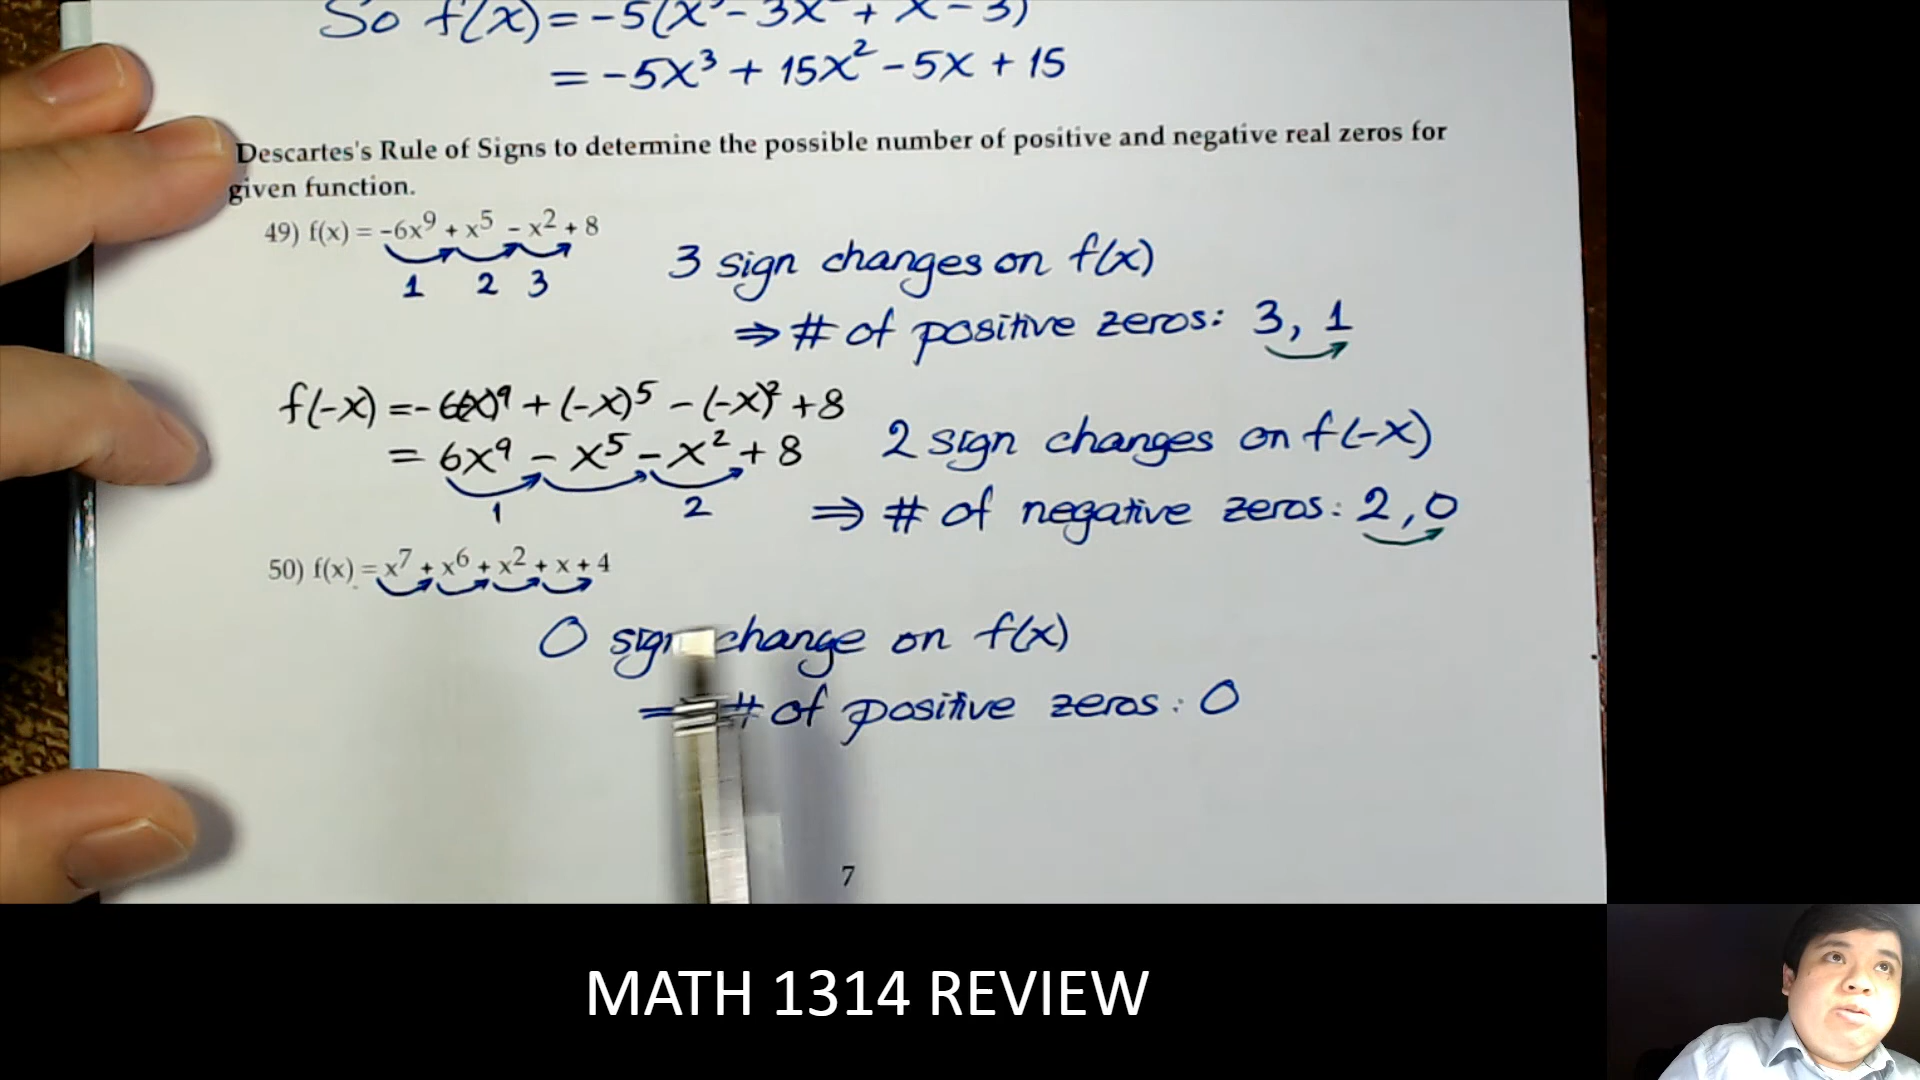 So f(x) = -5(x³ - 3x² + x - 3)
= -5x³ + 15x² - 5x + 15
Descartes's Rule of Signs to determine the possible number of positive and negative real zeros for
given function.
49) f(x) = -6x⁹ + x⁵ - x² + 8
1 2 3
3 sign changes on f(x)
⇒ # of positive zeros: 3, 1
f(-x) = -6(-x)⁹ + (-x)⁵ - (-x)² + 8
= 6x⁹ - x⁵ - x² + 8
1 2
2 sign changes on f(-x)
⇒ # of negative zeros: 2, 0
50) f(x) = x⁷ + x⁶ + x² + x + 4
0 sign change on f(x)
⇒ # of positive zeros: 0
7
MATH 1314 REVIEW